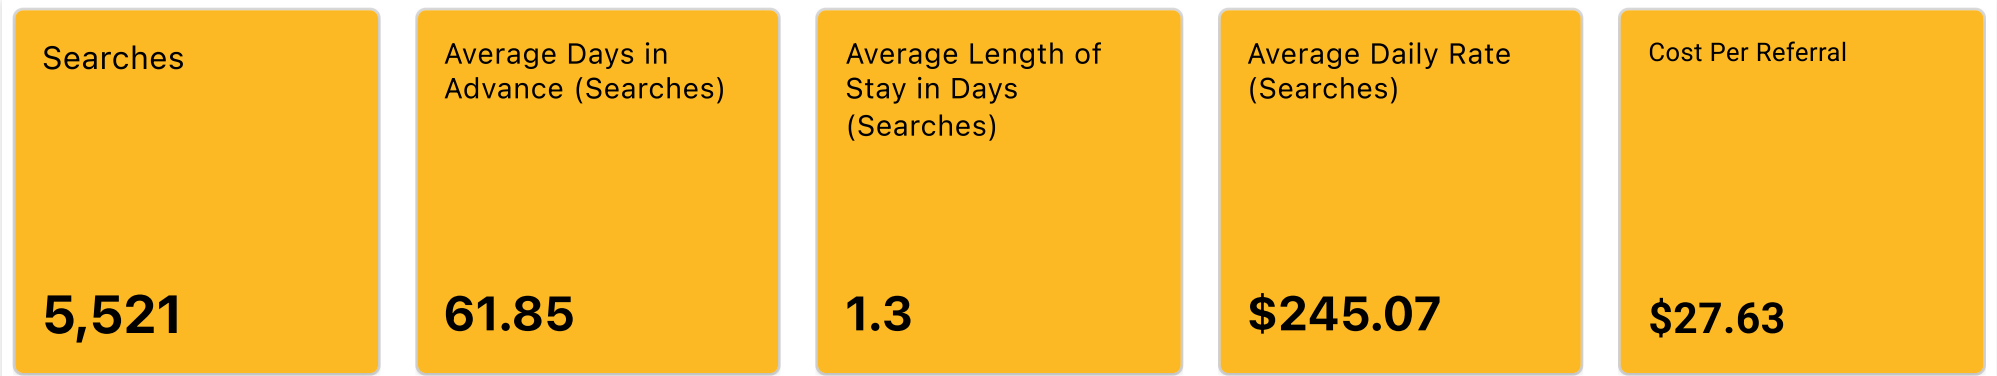 Searches
5,521
Average Days in
Advance (Searches)
61.85
Average Length of
Stay in Days
(Searches)
1.3
Average Daily Rate
(Searches)
$245.07
Cost Per Referral
$27.63